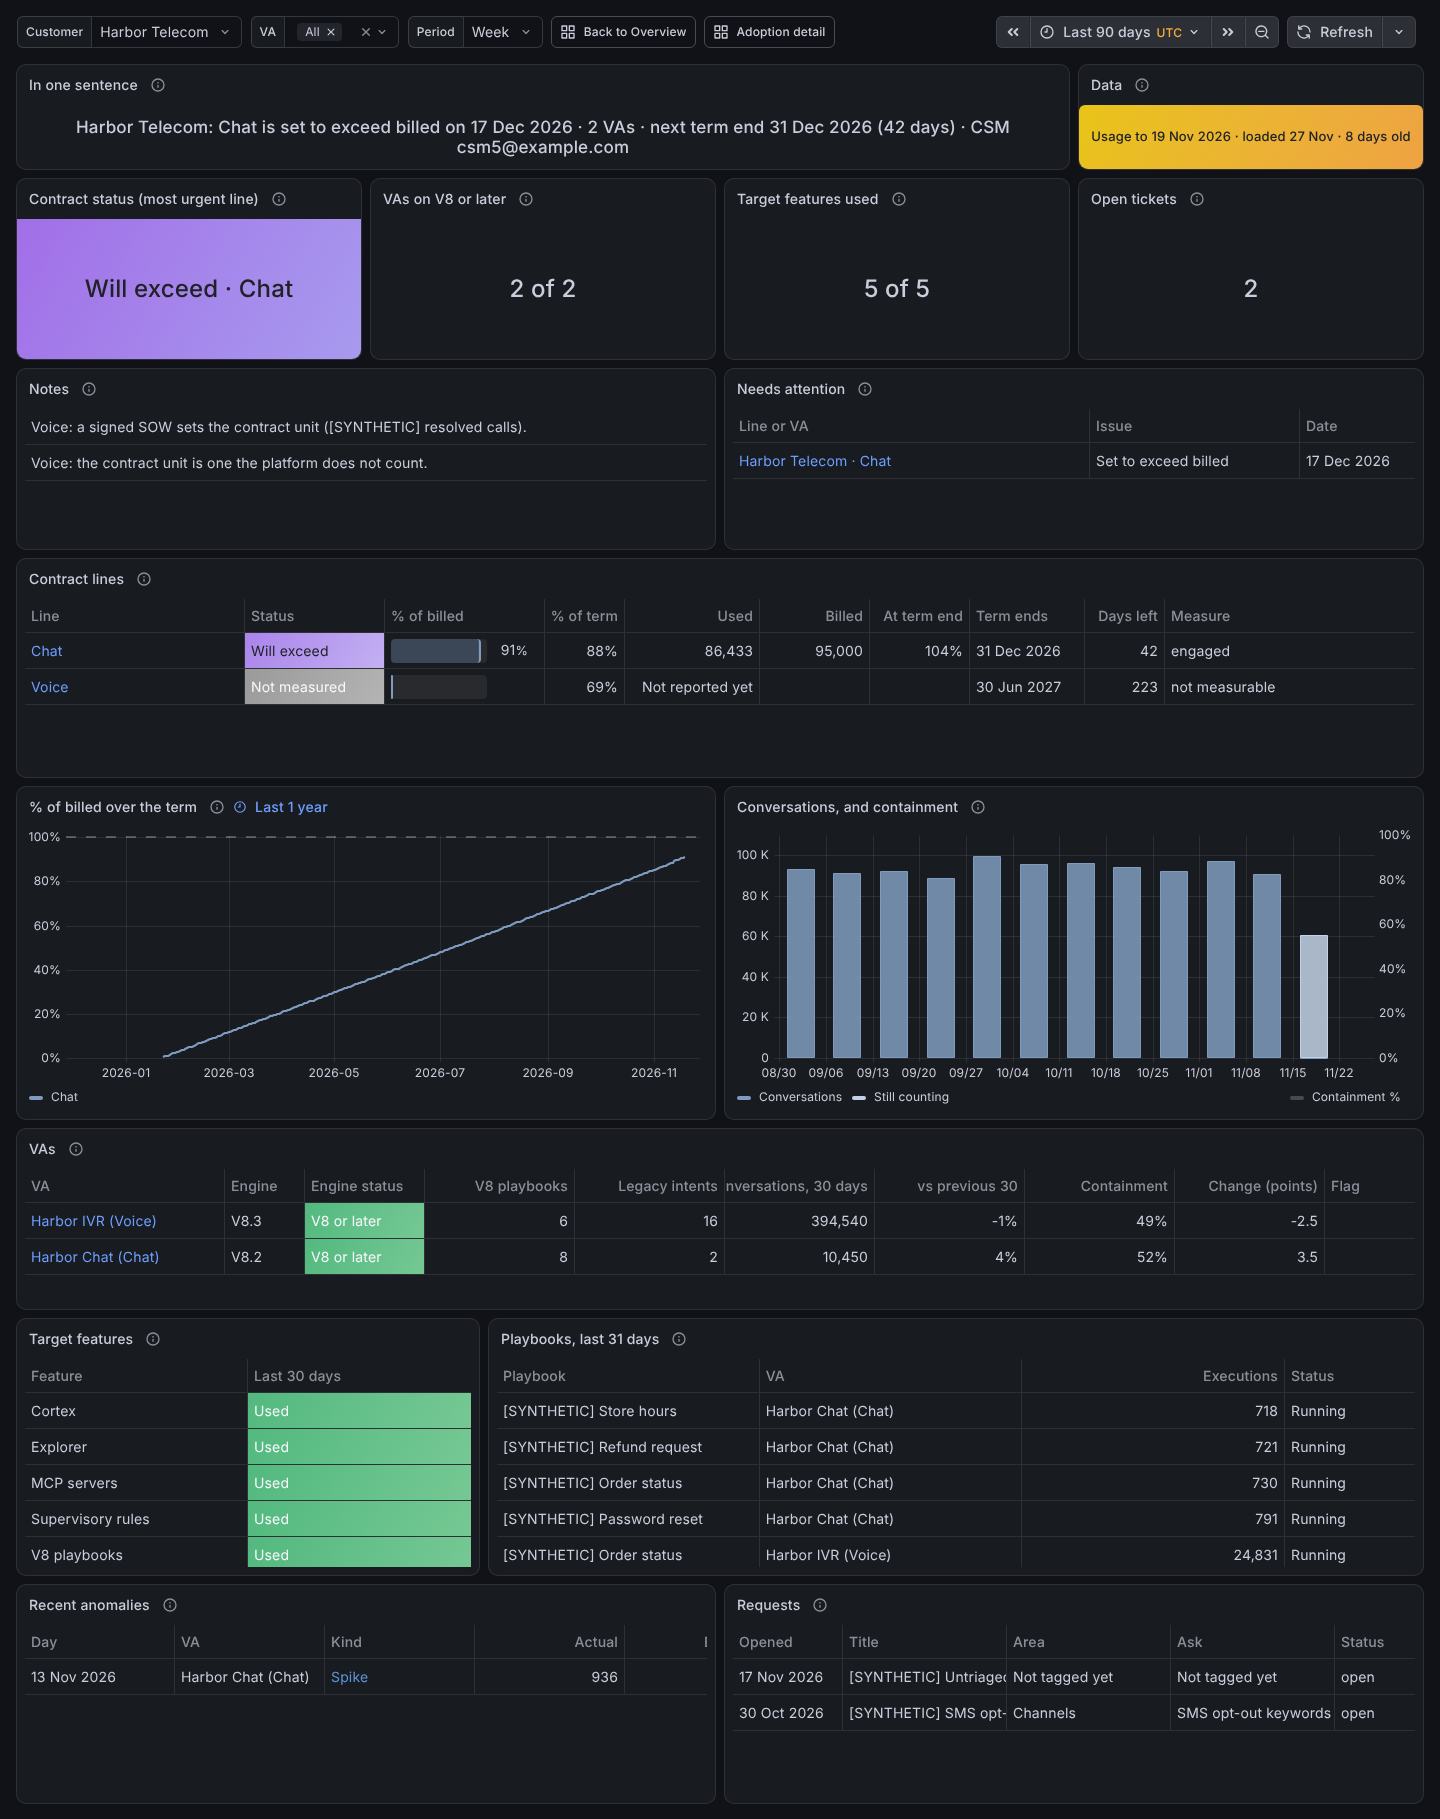 Customer Harbor Telecom VA All Period Week Back to Overview Adoption detail Last 90 days UTC Refresh
In one sentence
Harbor Telecom: Chat is set to exceed billed on 17 Dec 2026 · 2 VAs · next term end 31 Dec 2026 (42 days) · CSM
csm5@example.com
Data
Usage to 19 Nov 2026 · loaded 27 Nov · 8 days old
Contract status (most urgent line)
Will exceed · Chat
VAs on V8 or later
2 of 2
Target features used
5 of 5
Open tickets
2
Notes
Voice: a signed SOW sets the contract unit ([SYNTHETIC] resolved calls).
Voice: the contract unit is one the platform does not count.
Needs attention
Line or VA Issue Date
Harbor Telecom · Chat Set to exceed billed 17 Dec 2026
Contract lines
Line Status % of billed % of term Used Billed At term end Term ends Days left Measure
Chat Will exceed 91% 88% 86,433 95,000 104% 31 Dec 2026 42 engaged
Voice Not measured 69% Not reported yet 30 Jun 2027 223 not measurable
% of billed over the term Last 1 year
100%
80%
60%
40%
20%
0%
2026-01 2026-03 2026-05 2026-07 2026-09 2026-11
Chat
Conversations, and containment
100 K
80 K
60 K
40 K
20 K
0
100%
80%
60%
40%
20%
0%
08/30 09/06 09/13 09/20 09/27 10/04 10/11 10/18 10/25 11/01 11/08 11/15 11/22
Conversations Still counting Containment %
VAs
VA Engine Engine status V8 playbooks Legacy intents nversations, 30 days vs previous 30 Containment Change (points) Flag
Harbor IVR (Voice) V8.3 V8 or later 6 16 394,540 -1% 49% -2.5
Harbor Chat (Chat) V8.2 V8 or later 8 2 10,450 4% 52% 3.5
Target features
Feature Last 30 days
Cortex Used
Explorer Used
MCP servers Used
Supervisory rules Used
V8 playbooks Used
Playbooks, last 31 days
Playbook VA Executions Status
[SYNTHETIC] Store hours Harbor Chat (Chat) 718 Running
[SYNTHETIC] Refund request Harbor Chat (Chat) 721 Running
[SYNTHETIC] Order status Harbor Chat (Chat) 730 Running
[SYNTHETIC] Password reset Harbor Chat (Chat) 791 Running
[SYNTHETIC] Order status Harbor IVR (Voice) 24,831 Running
Recent anomalies
Day VA Kind Actual
13 Nov 2026 Harbor Chat (Chat) Spike 936
Requests
Opened Title Area Ask Status
17 Nov 2026 [SYNTHETIC] Untriaged Not tagged yet Not tagged yet open
30 Oct 2026 [SYNTHETIC] SMS opt- Channels SMS opt-out keywords open